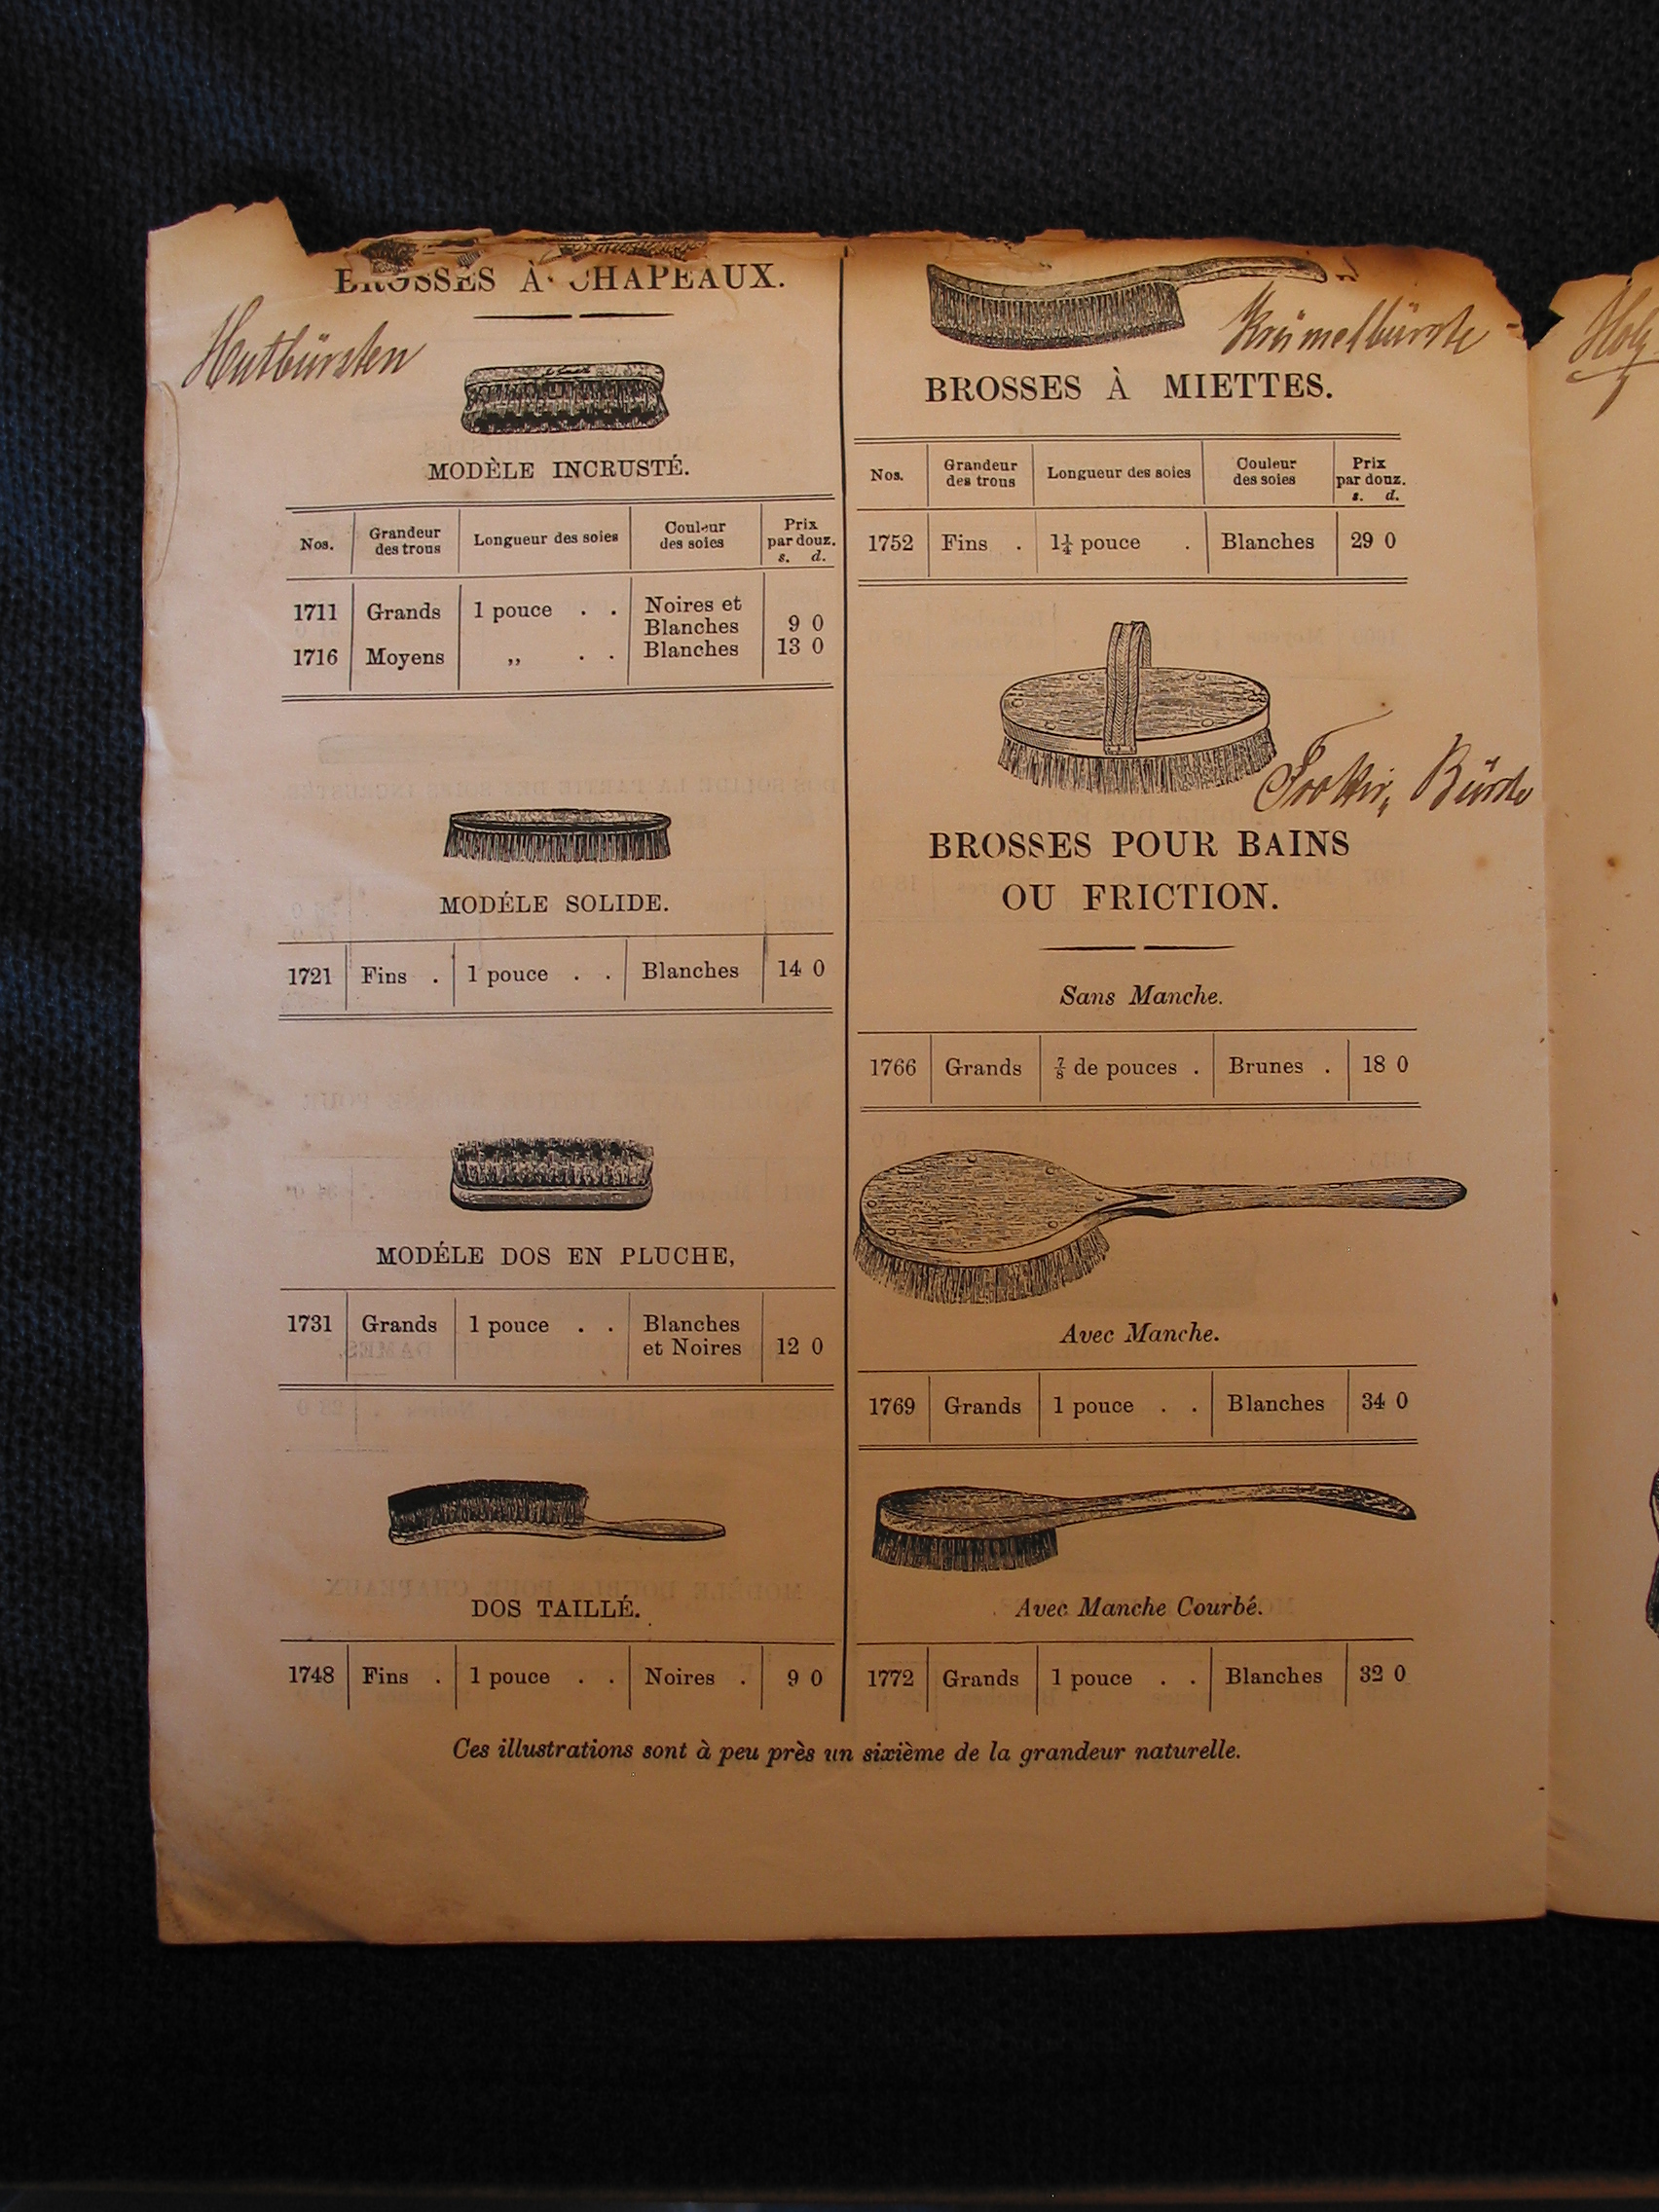 BROSSES À CHAPEAUX.
Hutbürsten
MODÈLE INCRUSTÉ.
Nos. Grandeur des trous Longueur des soies Couleur des soies Prix par douz. s. d.
1711 Grands 1 pouce . . Noires et
Blanches 9 0
1716 Moyens ,, . . Blanches 13 0
MODÉLE SOLIDE.
1721 Fins . 1 pouce . . Blanches 14 0
MODÉLE DOS EN PLUCHE,
1731 Grands 1 pouce . . Blanches
et Noires 12 0
DOS TAILLÉ.
1748 Fins . 1 pouce . . Noires . 9 0
Krümelbürste
BROSSES À MIETTES.
Nos. Grandeur des trous Longueur des soies Couleur des soies Prix par douz. s. d.
1752 Fins . 1¼ pouce . Blanches 29 0
Frottir, Bürste
BROSSES POUR BAINS
OU FRICTION.
Sans Manche.
1766 Grands ⅞ de pouces . Brunes . 18 0
Avec Manche.
1769 Grands 1 pouce . . Blanches 34 0
Avec Manche Courbé.
1772 Grands 1 pouce . . Blanches 32 0
Ces illustrations sont à peu près un sixième de la grandeur naturelle.